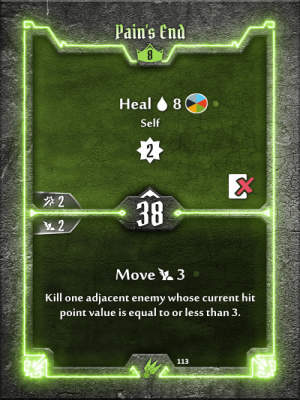 Pain's End
8
Heal 8
Self
2
2
38
2
Move 3
Kill one adjacent enemy whose current hit
point value is equal to or less than 3.
113